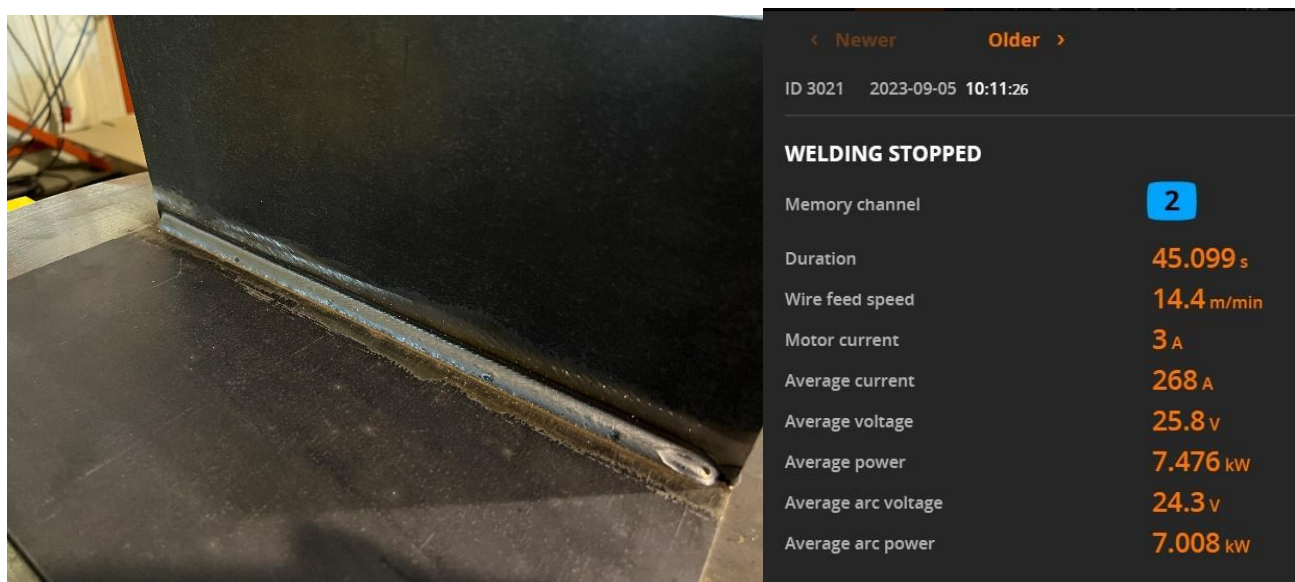 < Newer Older >
ID 3021 2023-09-05 10:11:26
WELDING STOPPED
Memory channel 2
Duration 45.099 s
Wire feed speed 14.4 m/min
Motor current 3 A
Average current 268 A
Average voltage 25.8 V
Average power 7.476 kW
Average arc voltage 24.3 V
Average arc power 7.008 kW